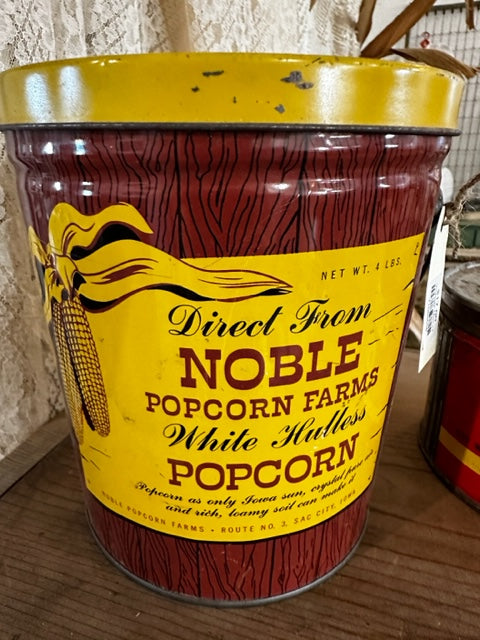 NET WT. 4 LBS.
Direct From
NOBLE
POPCORN FARMS
White Hulless
POPCORN
Popcorn as only Iowa sun, crystal pure air
and rich, loamy soil can make it
NOBLE POPCORN FARMS • ROUTE NO. 3, SAC CITY, IOWA